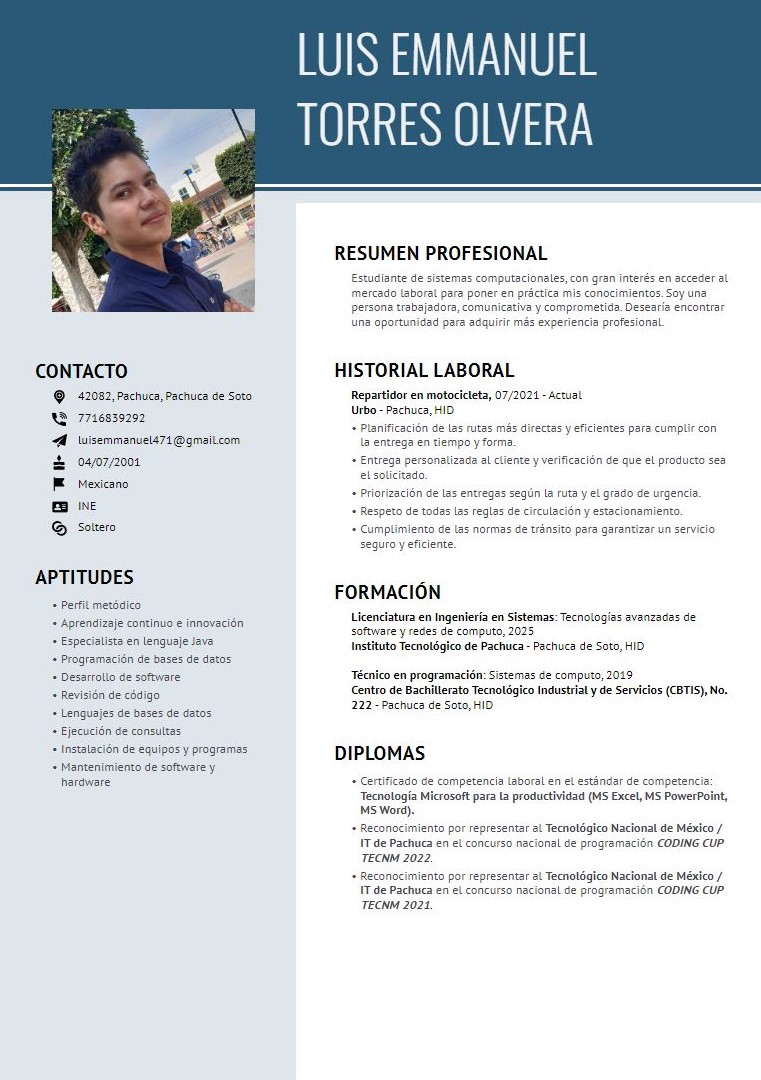 LUIS EMMANUEL
TORRES OLVERA
CONTACTO
42082, Pachuca, Pachuca de Soto
7716839292
luisemmanuel471@gmail.com
04/07/2001
Mexicano
INE
Soltero
APTITUDES
• Perfil metódico
• Aprendizaje continuo e innovación
• Especialista en lenguaje Java
• Programación de bases de datos
• Desarrollo de software
• Revisión de código
• Lenguajes de bases de datos
• Ejecución de consultas
• Instalación de equipos y programas
• Mantenimiento de software y
hardware
RESUMEN PROFESIONAL
Estudiante de sistemas computacionales, con gran interés en acceder al
mercado laboral para poner en práctica mis conocimientos. Soy una
persona trabajadora, comunicativa y comprometida. Desearía encontrar
una oportunidad para adquirir más experiencia profesional.
HISTORIAL LABORAL
Repartidor en motocicleta, 07/2021 - Actual
Urbo - Pachuca, HID
• Planificación de las rutas más directas y eficientes para cumplir con
la entrega en tiempo y forma.
• Entrega personalizada al cliente y verificación de que el producto sea
el solicitado.
• Priorización de las entregas según la ruta y el grado de urgencia.
• Respeto de todas las reglas de circulación y estacionamiento.
• Cumplimiento de las normas de tránsito para garantizar un servicio
seguro y eficiente.
FORMACIÓN
Licenciatura en Ingeniería en Sistemas: Tecnologías avanzadas de
software y redes de computo, 2025
Instituto Tecnológico de Pachuca - Pachuca de Soto, HID
Técnico en programación: Sistemas de computo, 2019
Centro de Bachillerato Tecnológico Industrial y de Servicios (CBTIS), No.
222 - Pachuca de Soto, HID
DIPLOMAS
• Certificado de competencia laboral en el estándar de competencia:
Tecnología Microsoft para la productividad (MS Excel, MS PowerPoint,
MS Word).
• Reconocimiento por representar al Tecnológico Nacional de México /
IT de Pachuca en el concurso nacional de programación CODING CUP
TECNM 2022.
• Reconocimiento por representar al Tecnológico Nacional de México /
IT de Pachuca en el concurso nacional de programación CODING CUP
TECNM 2021.